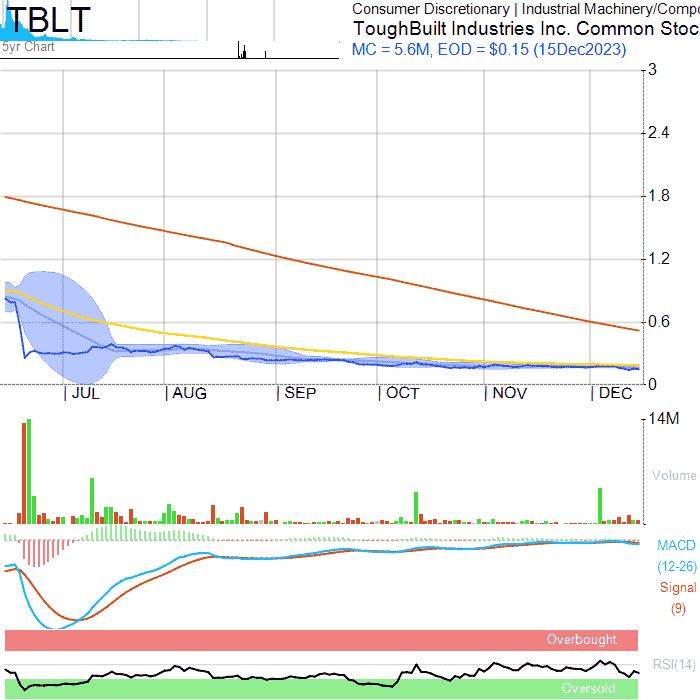 TBLT
Consumer Discretionary | Industrial Machinery/Compo
ToughBuilt Industries Inc. Common Stoc
5yr Chart
MC = 5.6M, EOD = $0.15 (15Dec2023)
3
2.4
1.8
1.2
0.6
0
| JUL | AUG | SEP | OCT | NOV | DEC
14M
Volume
MACD
(12-26)
Signal
(9)
Overbought
RSI(14)
Oversold